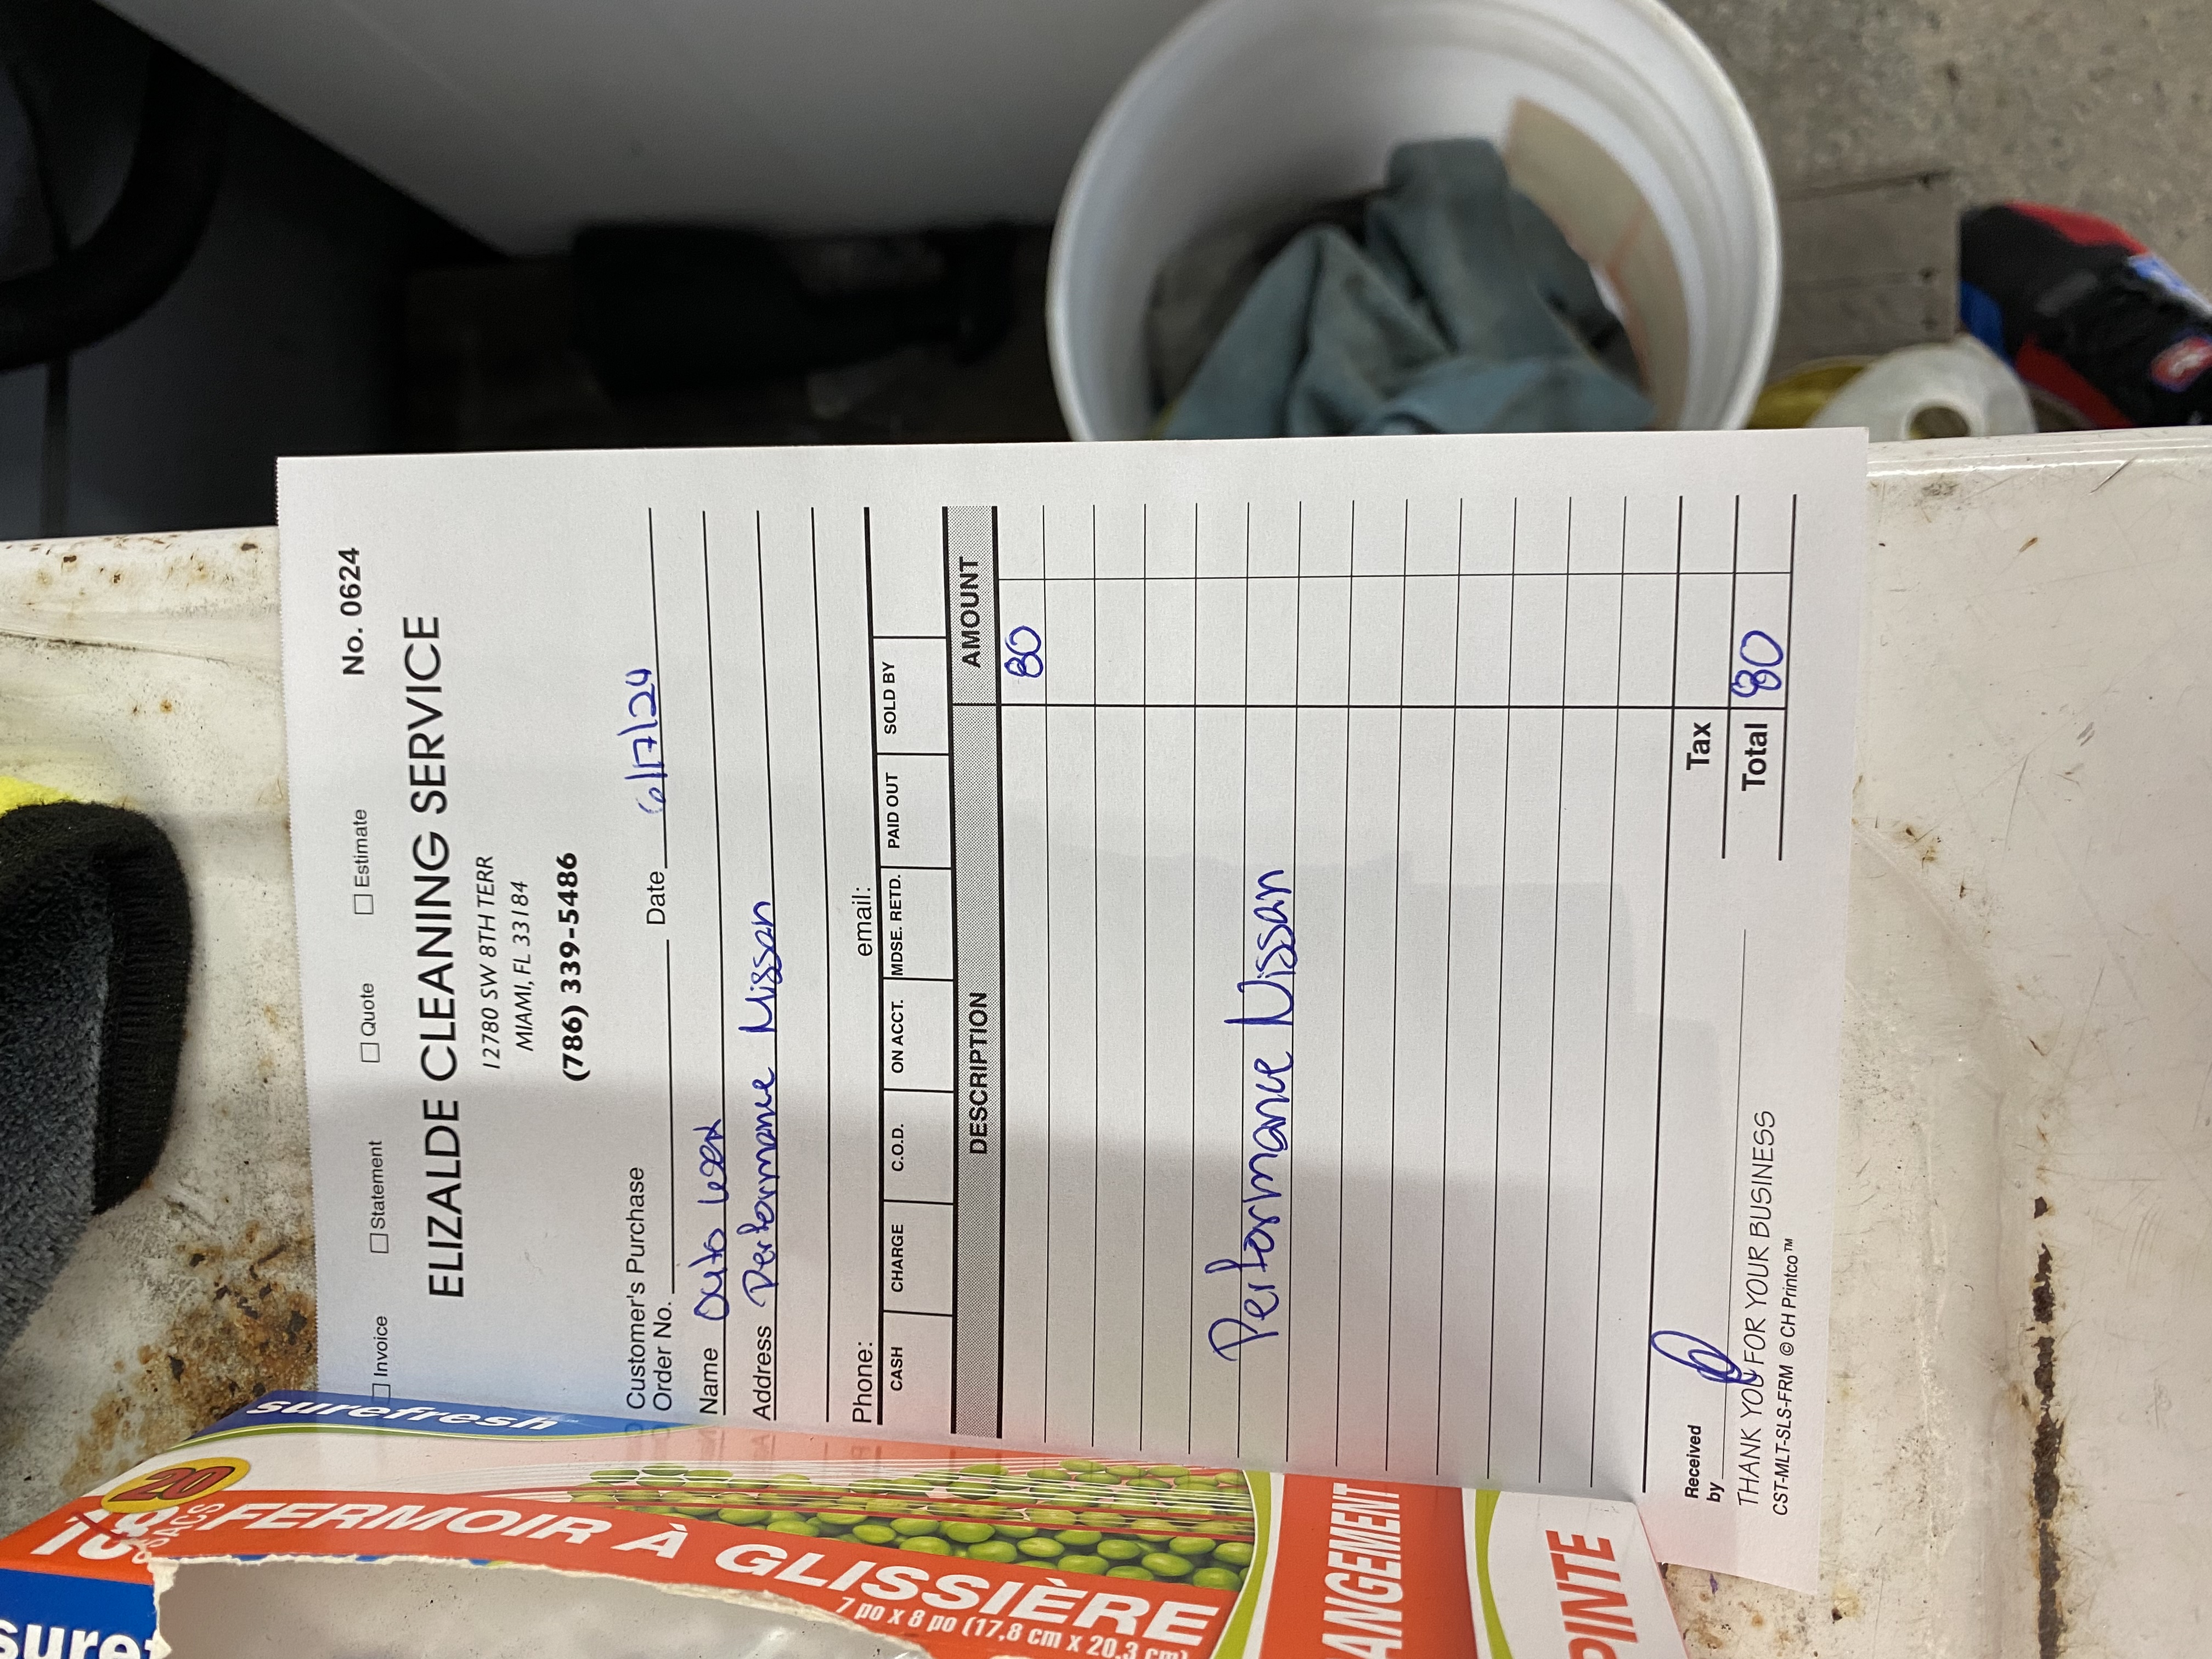 No. 0624
☐ Invoice ☐ Statement ☐ Quote ☐ Estimate
ELIZALDE CLEANING SERVICE
12780 SW 8TH TERR
MIAMI, FL 33184
(786) 339-5486
Customer's Purchase
Order No. Date 6/17/24
Name Outo
Address Performance Nissan
Phone: email:
CASH CHARGE C.O.D. ON ACCT. MDSE. RETD. PAID OUT SOLD BY
DESCRIPTION AMOUNT
80
Performance Nissan
Tax
Total 80
Received
by
THANK YOU FOR YOUR BUSINESS
CST-MLT-SLS-FRM © CH Printco™
surefresh
20
SACS
FERMOIR À GLISSIÈRE
7 po x 8 po (17,8 cm x 20,3 cm)
ANGEMENT
PINTE
suref